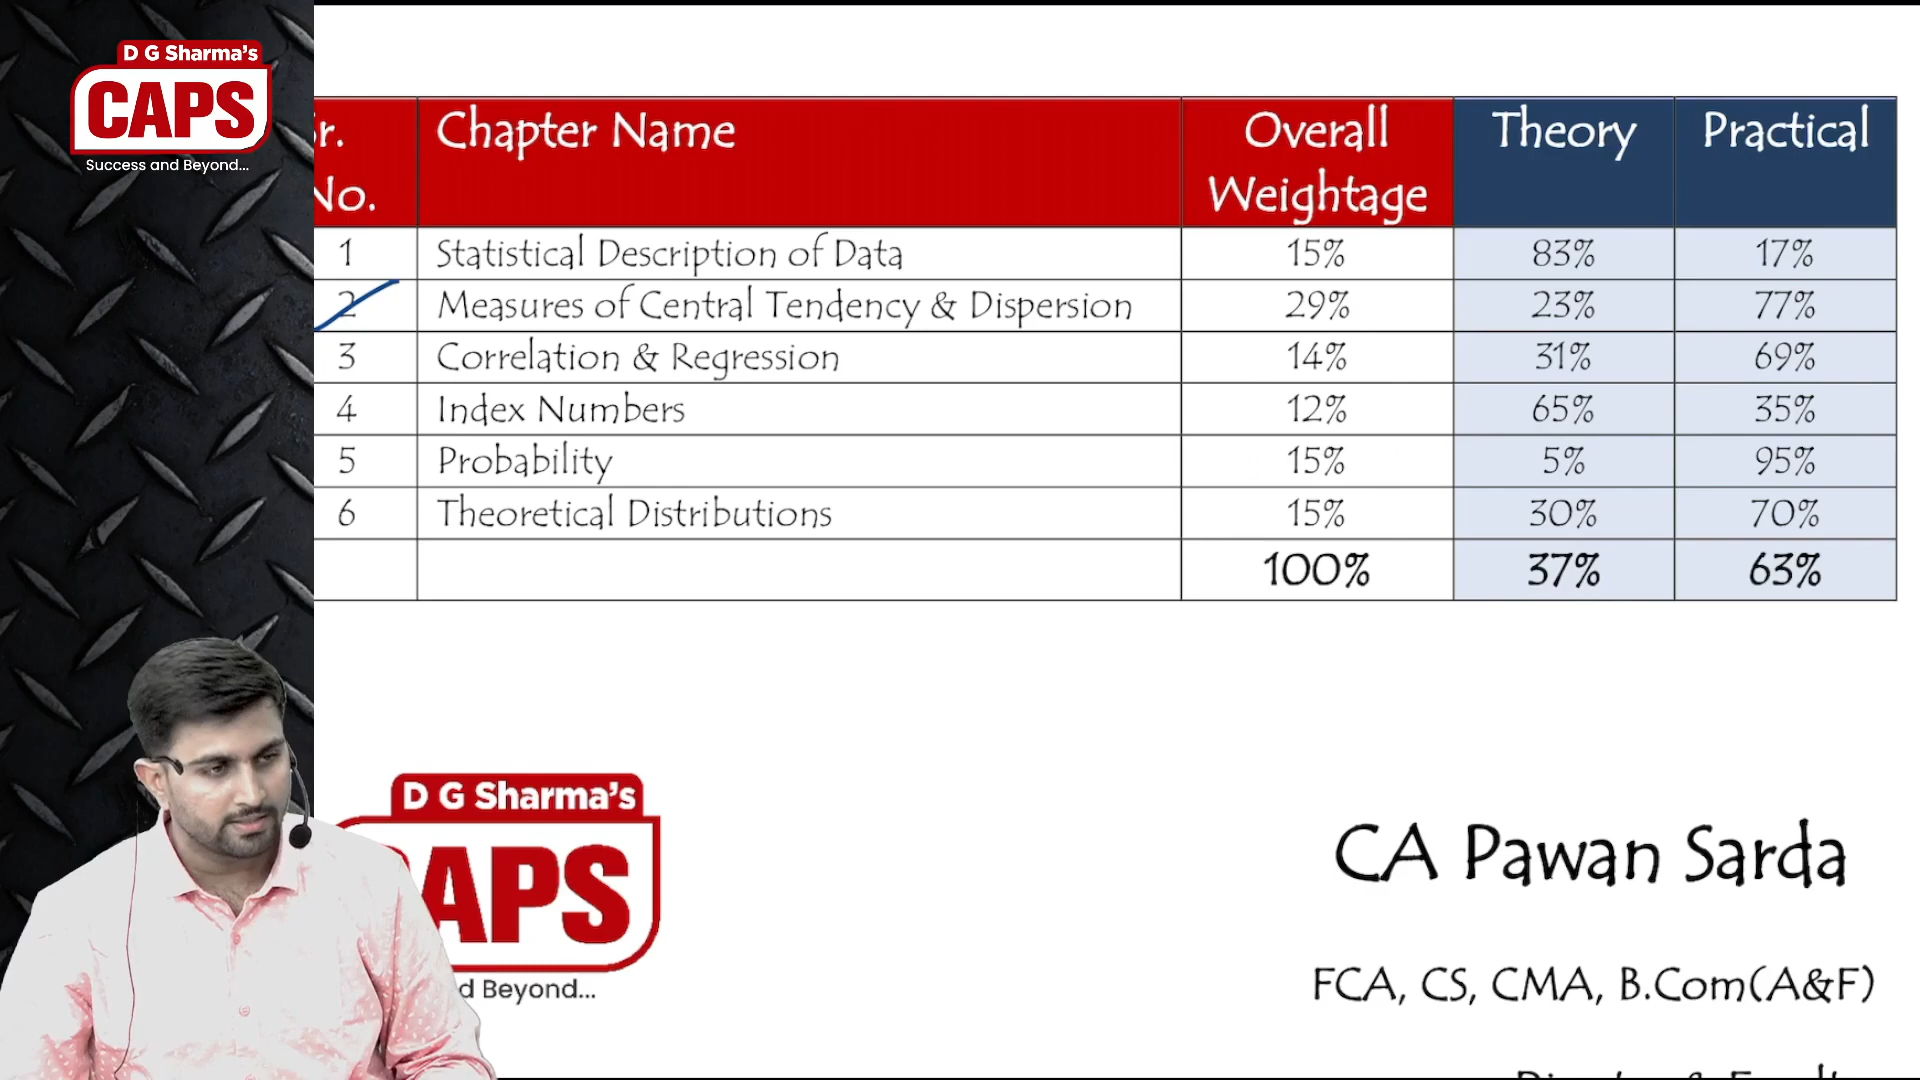 D G Sharma's
CAPS
Success and Beyond...
Sr. No. Chapter Name Overall Weightage Theory Practical
1 Statistical Description of Data 15% 83% 17%
2 Measures of Central Tendency & Dispersion 29% 23% 77%
3 Correlation & Regression 14% 31% 69%
4 Index Numbers 12% 65% 35%
5 Probability 15% 5% 95%
6 Theoretical Distributions 15% 30% 70%
100% 37% 63%
D G Sharma's
CAPS
d Beyond...
CA Pawan Sarda
FCA, CS, CMA, B.Com(A&F)